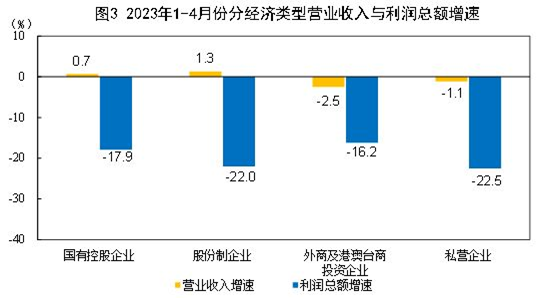 图3 2023年1-4月份分经济类型营业收入与利润总额增速
(%)
10
0
-10
-20
-30
-40
0.7
-17.9
1.3
-22.0
-2.5
-16.2
-1.1
-22.5
国有控股企业
股份制企业
外商及港澳台商
投资企业
私营企业
营业收入增速
利润总额增速